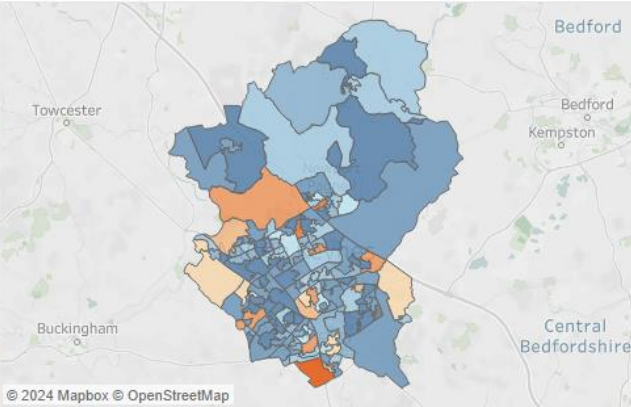 Bedford
Towcester
Bedford
Kempston
Buckingham
Central
Bedfordshire
© 2024 Mapbox © OpenStreetMap